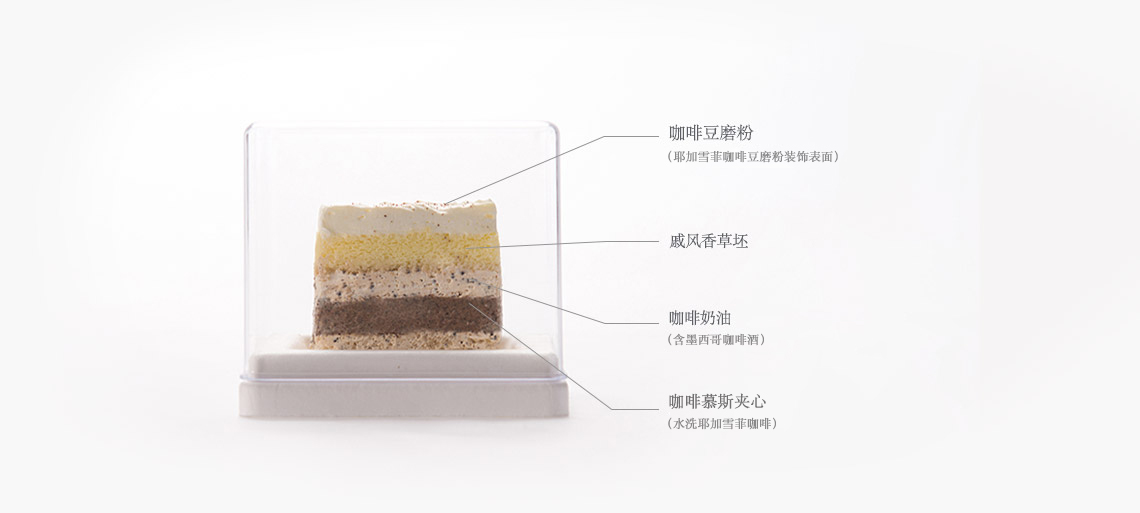 咖啡豆磨粉
（耶加雪菲咖啡豆磨粉装饰表面）
戚风香草坯
咖啡奶油
（含墨西哥咖啡酒）
咖啡慕斯夹心
（水洗耶加雪菲咖啡）